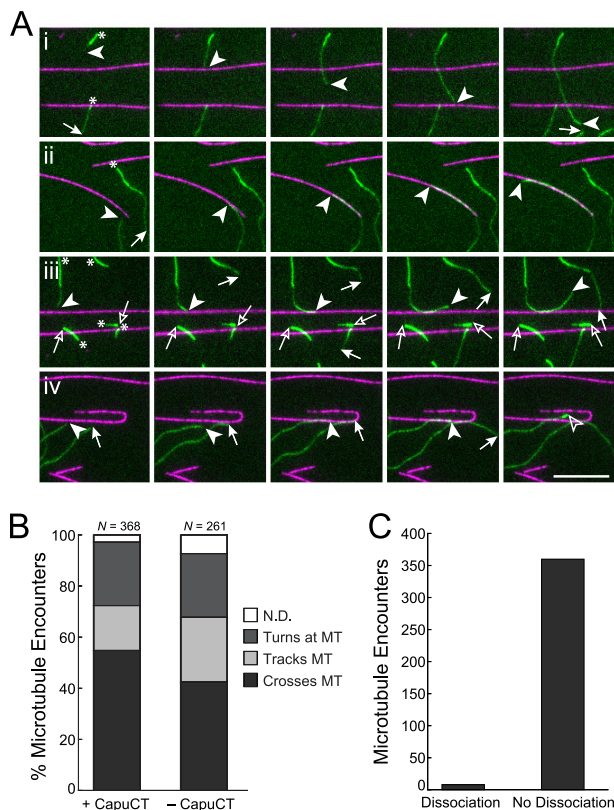 A
i
*
*
ii
*
iii
*
*
*
*
*
iv
B
N = 368
N = 261
100
80
60
40
20
0
% Microtubule Encounters
+ CapuCT
− CapuCT
N.D.
Turns at MT
Tracks MT
Crosses MT
C
400
350
300
250
200
150
100
50
0
Microtubule Encounters
Dissociation
No Dissociation